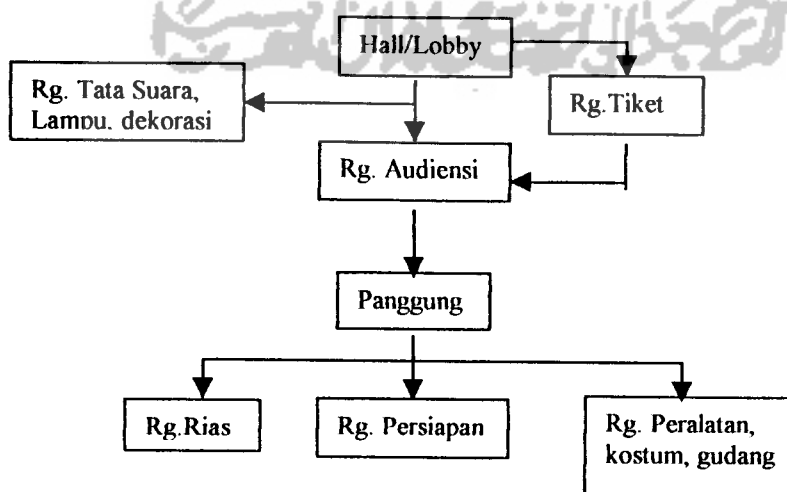 Hall/Lobby
Rg. Tata Suara,
Lampu, dekorasi
Rg.Tiket
Rg. Audiensi
Panggung
Rg.Rias
Rg. Persiapan
Rg. Peralatan,
kostum, gudang